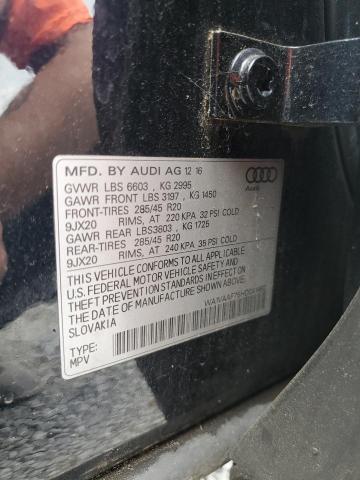 MFD. BY AUDI AG 12 16
GVWR LBS 6603 , KG 2995
GAWR FRONT LBS 3197 , KG 1450
FRONT-TIRES 285/45 R20
9JX20 RIMS, AT 220 KPA 32 PSI COLD
GAWR REAR LBS3803 KG 1725
REAR-TIRES 285/45 R20
9JX20 RIMS, AT 240 KPA 35 PSI COLD
Audi
THIS VEHICLE CONFORMS TO ALL APPLICABLE
U.S. FEDERAL MOTOR VEHICLE SAFETY AND
THEFT PREVENTION STANDARDS IN EFFECT ON
THE DATE OF MANUFACTURE SHOWN ABOVE.
SLOVAKIA
TYPE:
MPV